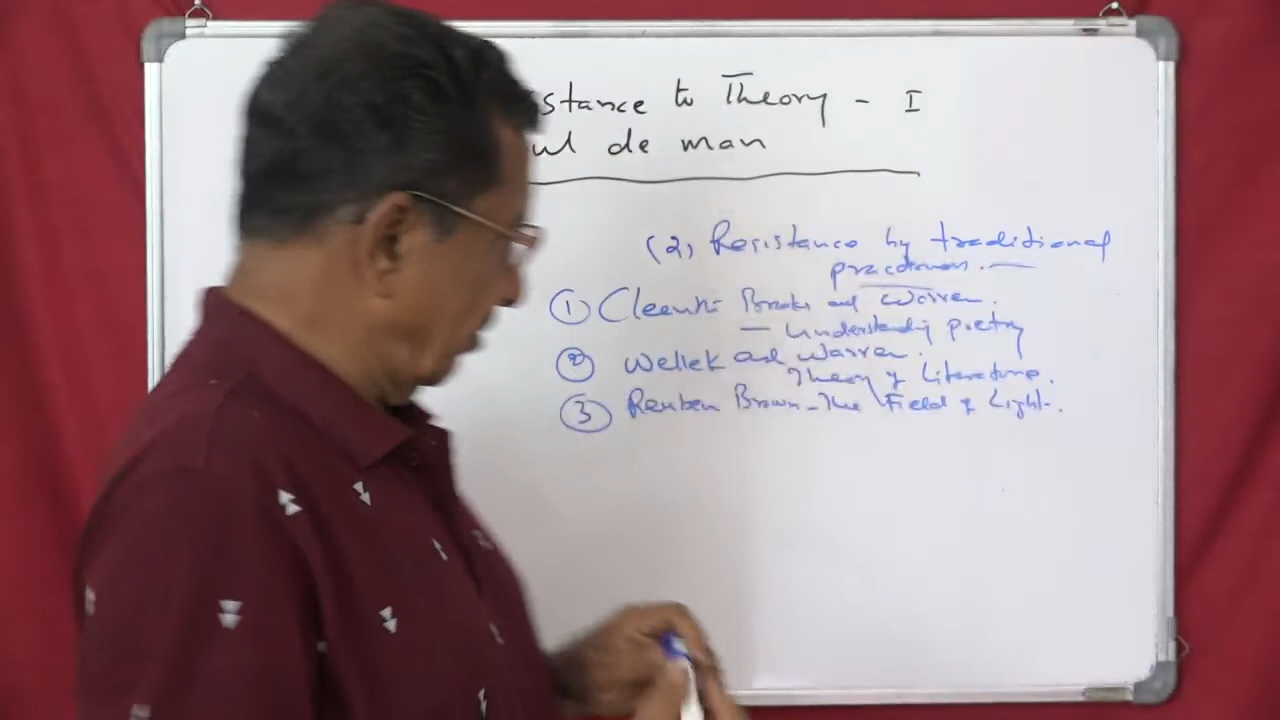 stance to Theory - I
ul de man
(2) Resistance by traditional
practioners. —
① Cleenth Brooks and Warren.
— Understanding poetry
② Wellek and Warren.
Theory of Literature.
③ Reuben Brown - The Field of Light.